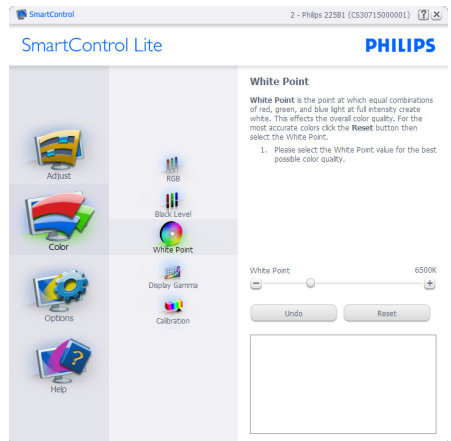 SmartControl
2 - Philips 225B1 (CS30715000001)
? X
SmartControl Lite
PHILIPS
Adjust
Color
Options
?
Help
RGB
Black Level
White Point
Display Gamma
Calibration
White Point
White Point is the point at which equal combinations
of red, green, and blue light at full intensity create
white. This effects the overall color quality. For the
most accurate colors click the Reset button then
select the White Point.
1. Please select the White Point value for the best
possible color quality.
White Point 6500K
− +
Undo Reset